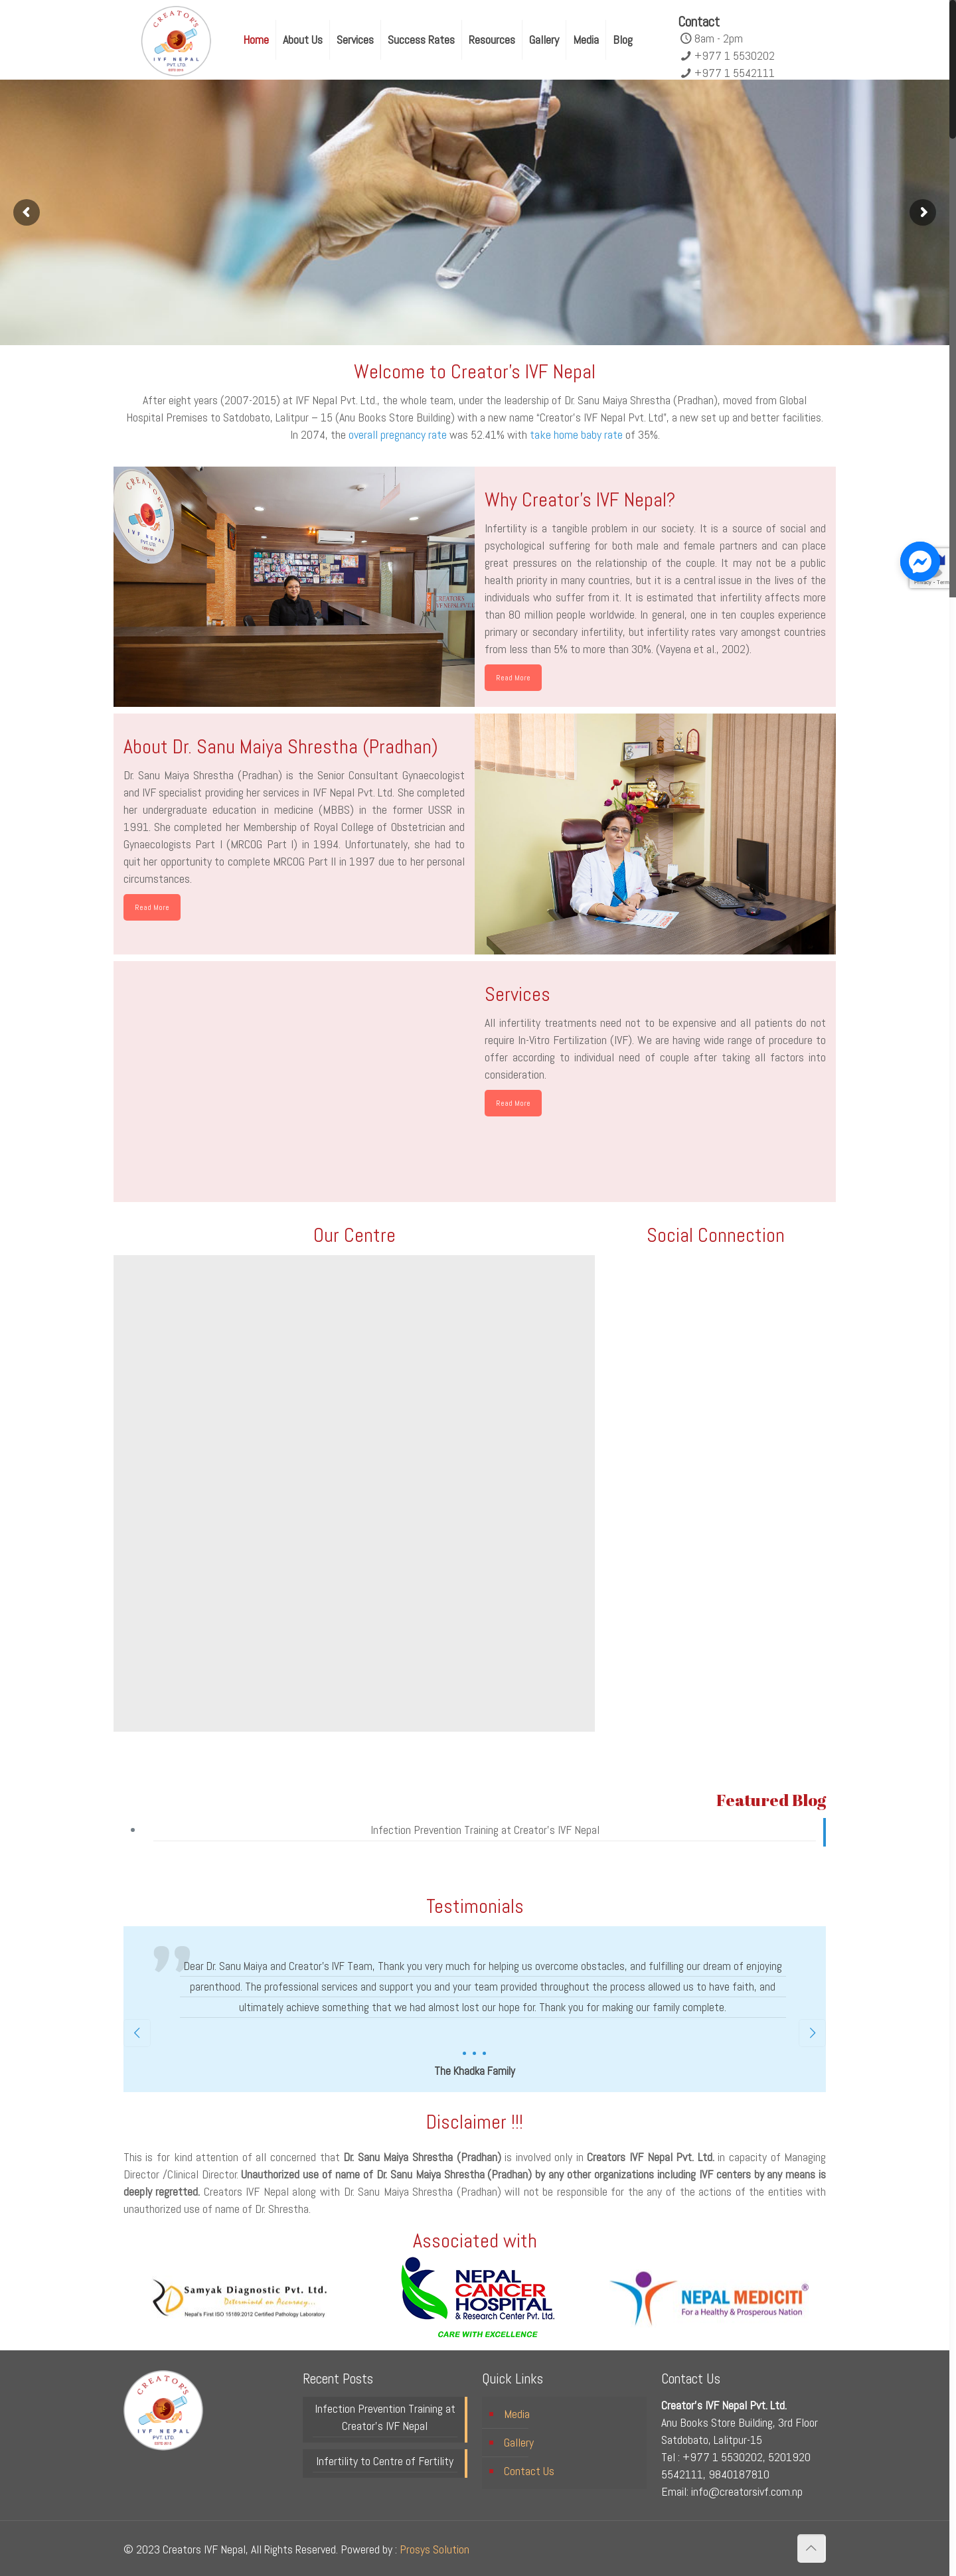 CREATOR'S
IVF NEPAL
PVT. LTD.
Home
About Us
Services
Success Rates
Resources
Gallery
Media
Blog
Contact
8am - 2pm
+977 1 5530202
+977 1 5542111
Welcome to Creator's IVF Nepal
After eight years (2007-2015) at IVF Nepal Pvt. Ltd., the whole team, under the leadership of Dr. Sanu Maiya Shrestha (Pradhan), moved from Global
Hospital Premises to Satdobato, Lalitpur – 15 (Anu Books Store Building) with a new name “Creator’s IVF Nepal Pvt. Ltd”, a new set up and better facilities.
In 2074, the overall pregnancy rate was 52.41% with take home baby rate of 35%.
CREATOR'S
IVF NEPAL
PVT. LTD.
Why Creator's IVF Nepal?
Infertility is a tangible problem in our society. It is a source of social and
psychological suffering for both male and female partners and can place
great pressures on the relationship of the couple. It may not be a public
health priority in many countries, but it is a central issue in the lives of the
individuals who suffer from it. It is estimated that infertility affects more
than 80 million people worldwide. In general, one in ten couples experience
primary or secondary infertility, but infertility rates vary amongst countries
from less than 5% to more than 30%. (Vayena et al., 2002).
Read More
Privacy - Term
About Dr. Sanu Maiya Shrestha (Pradhan)
Dr. Sanu Maiya Shrestha (Pradhan) is the Senior Consultant Gynaecologist
and IVF specialist providing her services in IVF Nepal Pvt. Ltd. She completed
her undergraduate education in medicine (MBBS) in the former USSR in
1991. She completed her Membership of Royal College of Obstetrician and
Gynaecologists Part I (MRCOG Part I) in 1994. Unfortunately, she had to
quit her opportunity to complete MRCOG Part II in 1997 due to her personal
circumstances.
Read More
Services
All infertility treatments need not to be expensive and all patients do not
require In-Vitro Fertilization (IVF). We are having wide range of procedure to
offer according to individual need of couple after taking all factors into
consideration.
Read More
Our Centre
Social Connection
Featured Blog
Infection Prevention Training at Creator's IVF Nepal
Testimonials
Dear Dr. Sanu Maiya and Creator's IVF Team, Thank you very much for helping us overcome obstacles, and fulfilling our dream of enjoying
parenthood. The professional services and support you and your team provided throughout the process allowed us to have faith, and
ultimately achieve something that we had almost lost our hope for. Thank you for making our family complete.
The Khadka Family
Disclaimer !!!
This is for kind attention of all concerned that Dr. Sanu Maiya Shrestha (Pradhan) is involved only in Creators IVF Nepal Pvt. Ltd. in capacity of Managing
Director /Clinical Director. Unauthorized use of name of Dr. Sanu Maiya Shrestha (Pradhan) by any other organizations including IVF centers by any means is
deeply regretted. Creators IVF Nepal along with Dr. Sanu Maiya Shrestha (Pradhan) will not be responsible for the any of the actions of the entities with
unauthorized use of name of Dr. Shrestha.
Associated with
Samyak Diagnostic Pvt. Ltd.
Determined on Accuracy...
Nepal's First ISO 15189:2012 Certified Pathology Laboratory
NEPAL
CANCER
HOSPITAL
& Research Center Pvt. Ltd.
CARE WITH EXCELLENCE
NEPAL MEDICITI®
For a Healthy & Prosperous Nation
CREATOR'S
IVF NEPAL
PVT. LTD.
Recent Posts
Infection Prevention Training at
Creator's IVF Nepal
Infertility to Centre of Fertility
Quick Links
Media
Gallery
Contact Us
Contact Us
Creator's IVF Nepal Pvt. Ltd.
Anu Books Store Building, 3rd Floor
Satdobato, Lalitpur-15
Tel : +977 1 5530202, 5201920
5542111, 9840187810
Email: info@creatorsivf.com.np
© 2023 Creators IVF Nepal, All Rights Reserved. Powered by : Prosys Solution